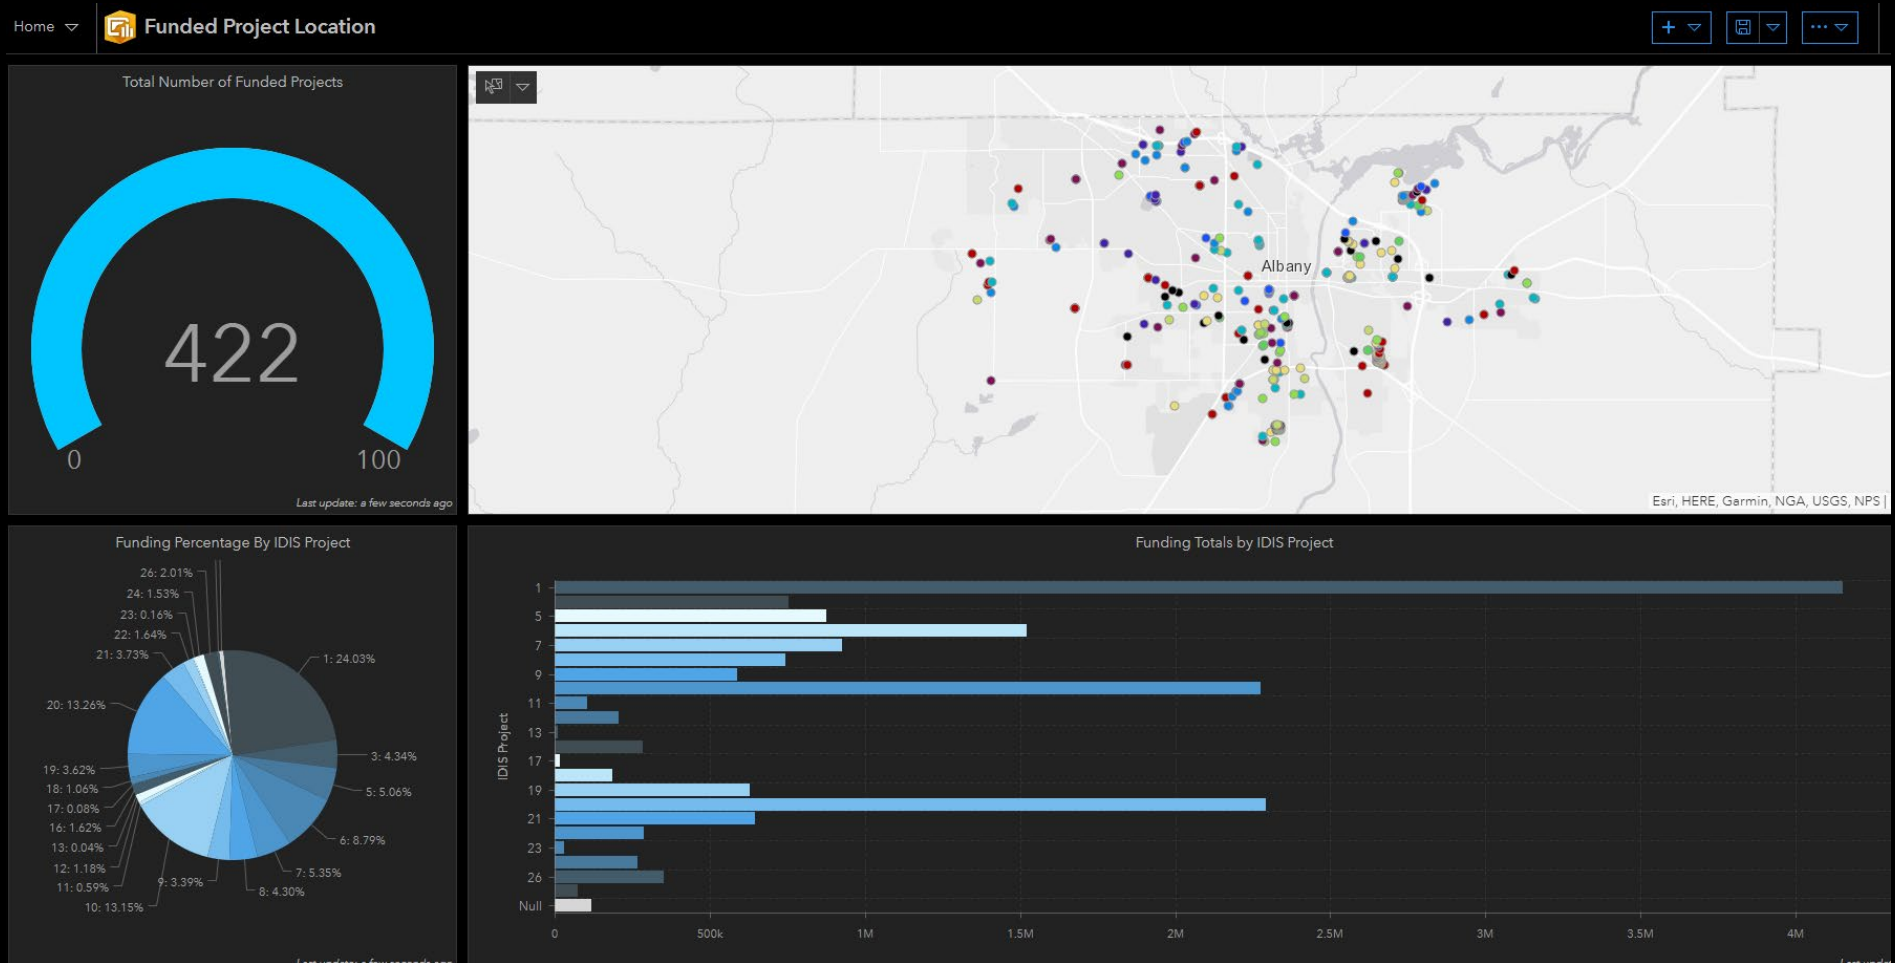 Home
Funded Project Location
Total Number of Funded Projects
422
0
100
Last update: a few seconds ago
Albany
Esri, HERE, Garmin, NGA, USGS, NPS |
Funding Percentage By IDIS Project
26: 2.01%
24: 1.53%
23: 0.16%
22: 1.64%
21: 3.73%
20: 13.26%
19: 3.62%
18: 1.06%
17: 0.08%
16: 1.62%
13: 0.04%
12: 1.18%
11: 0.59%
10: 13.15%
9: 3.39%
8: 4.30%
7: 5.35%
6: 8.79%
5: 5.06%
3: 4.34%
1: 24.03%
Last update: a few seconds ago
Funding Totals by IDIS Project
IDIS Project
1
5
7
9
11
13
17
19
21
23
26
Null
0
500k
1M
1.5M
2M
2.5M
3M
3.5M
4M